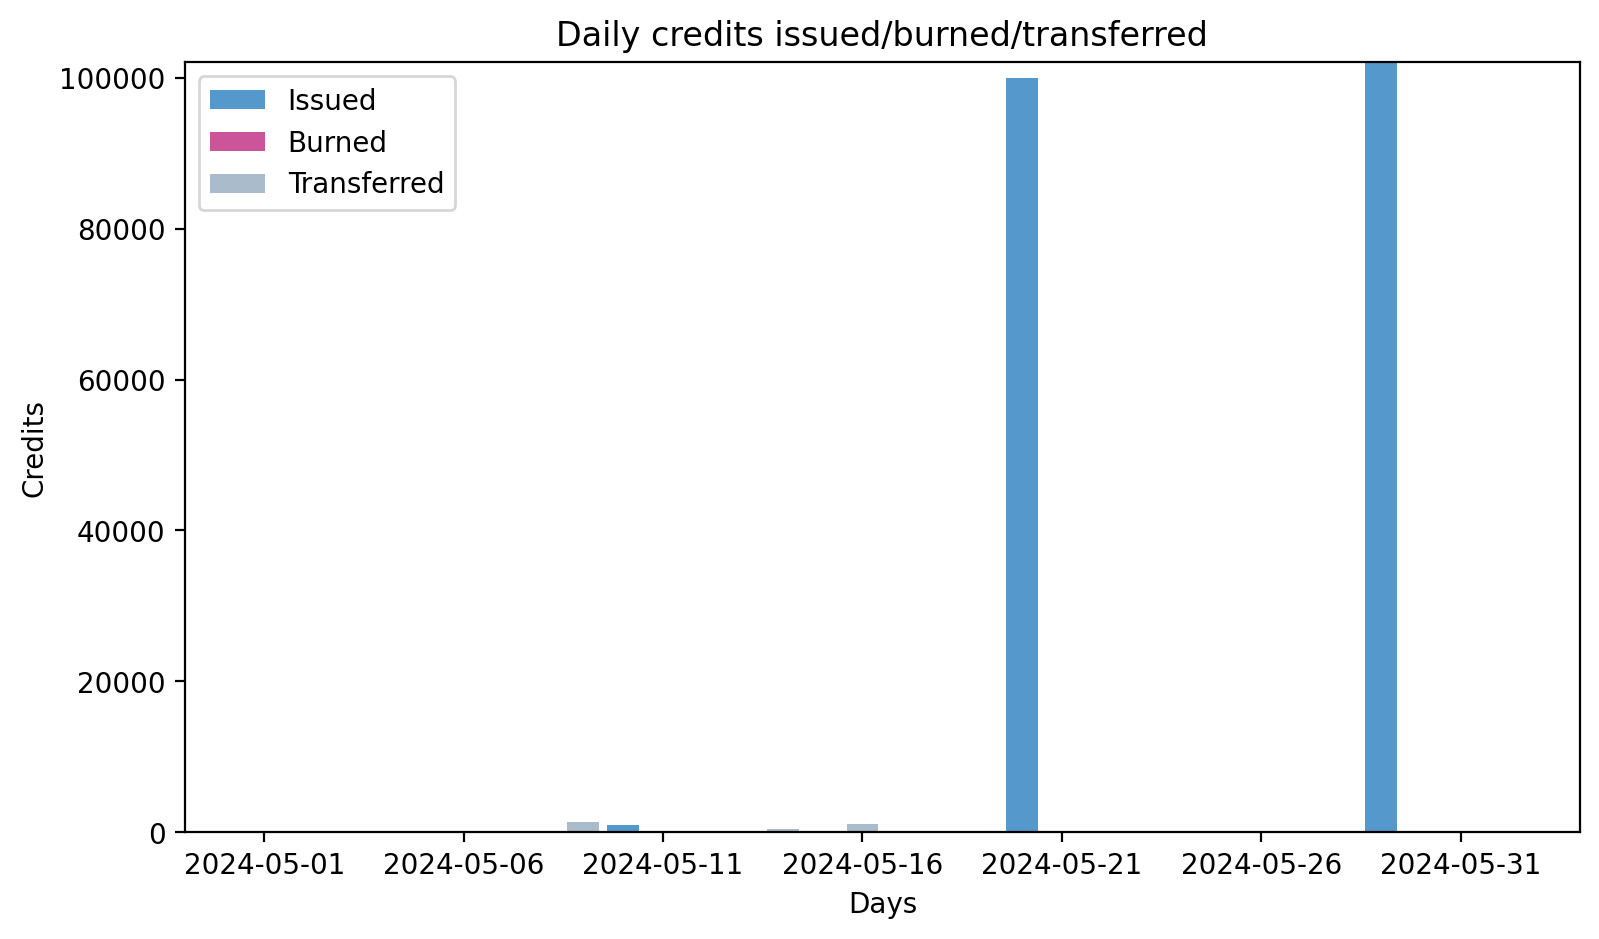 Daily credits issued/burned/transferred
100000
80000
60000
40000
20000
0
Credits
Issued
Burned
Transferred
2024-05-01
2024-05-06
2024-05-11
2024-05-16
2024-05-21
2024-05-26
2024-05-31
Days